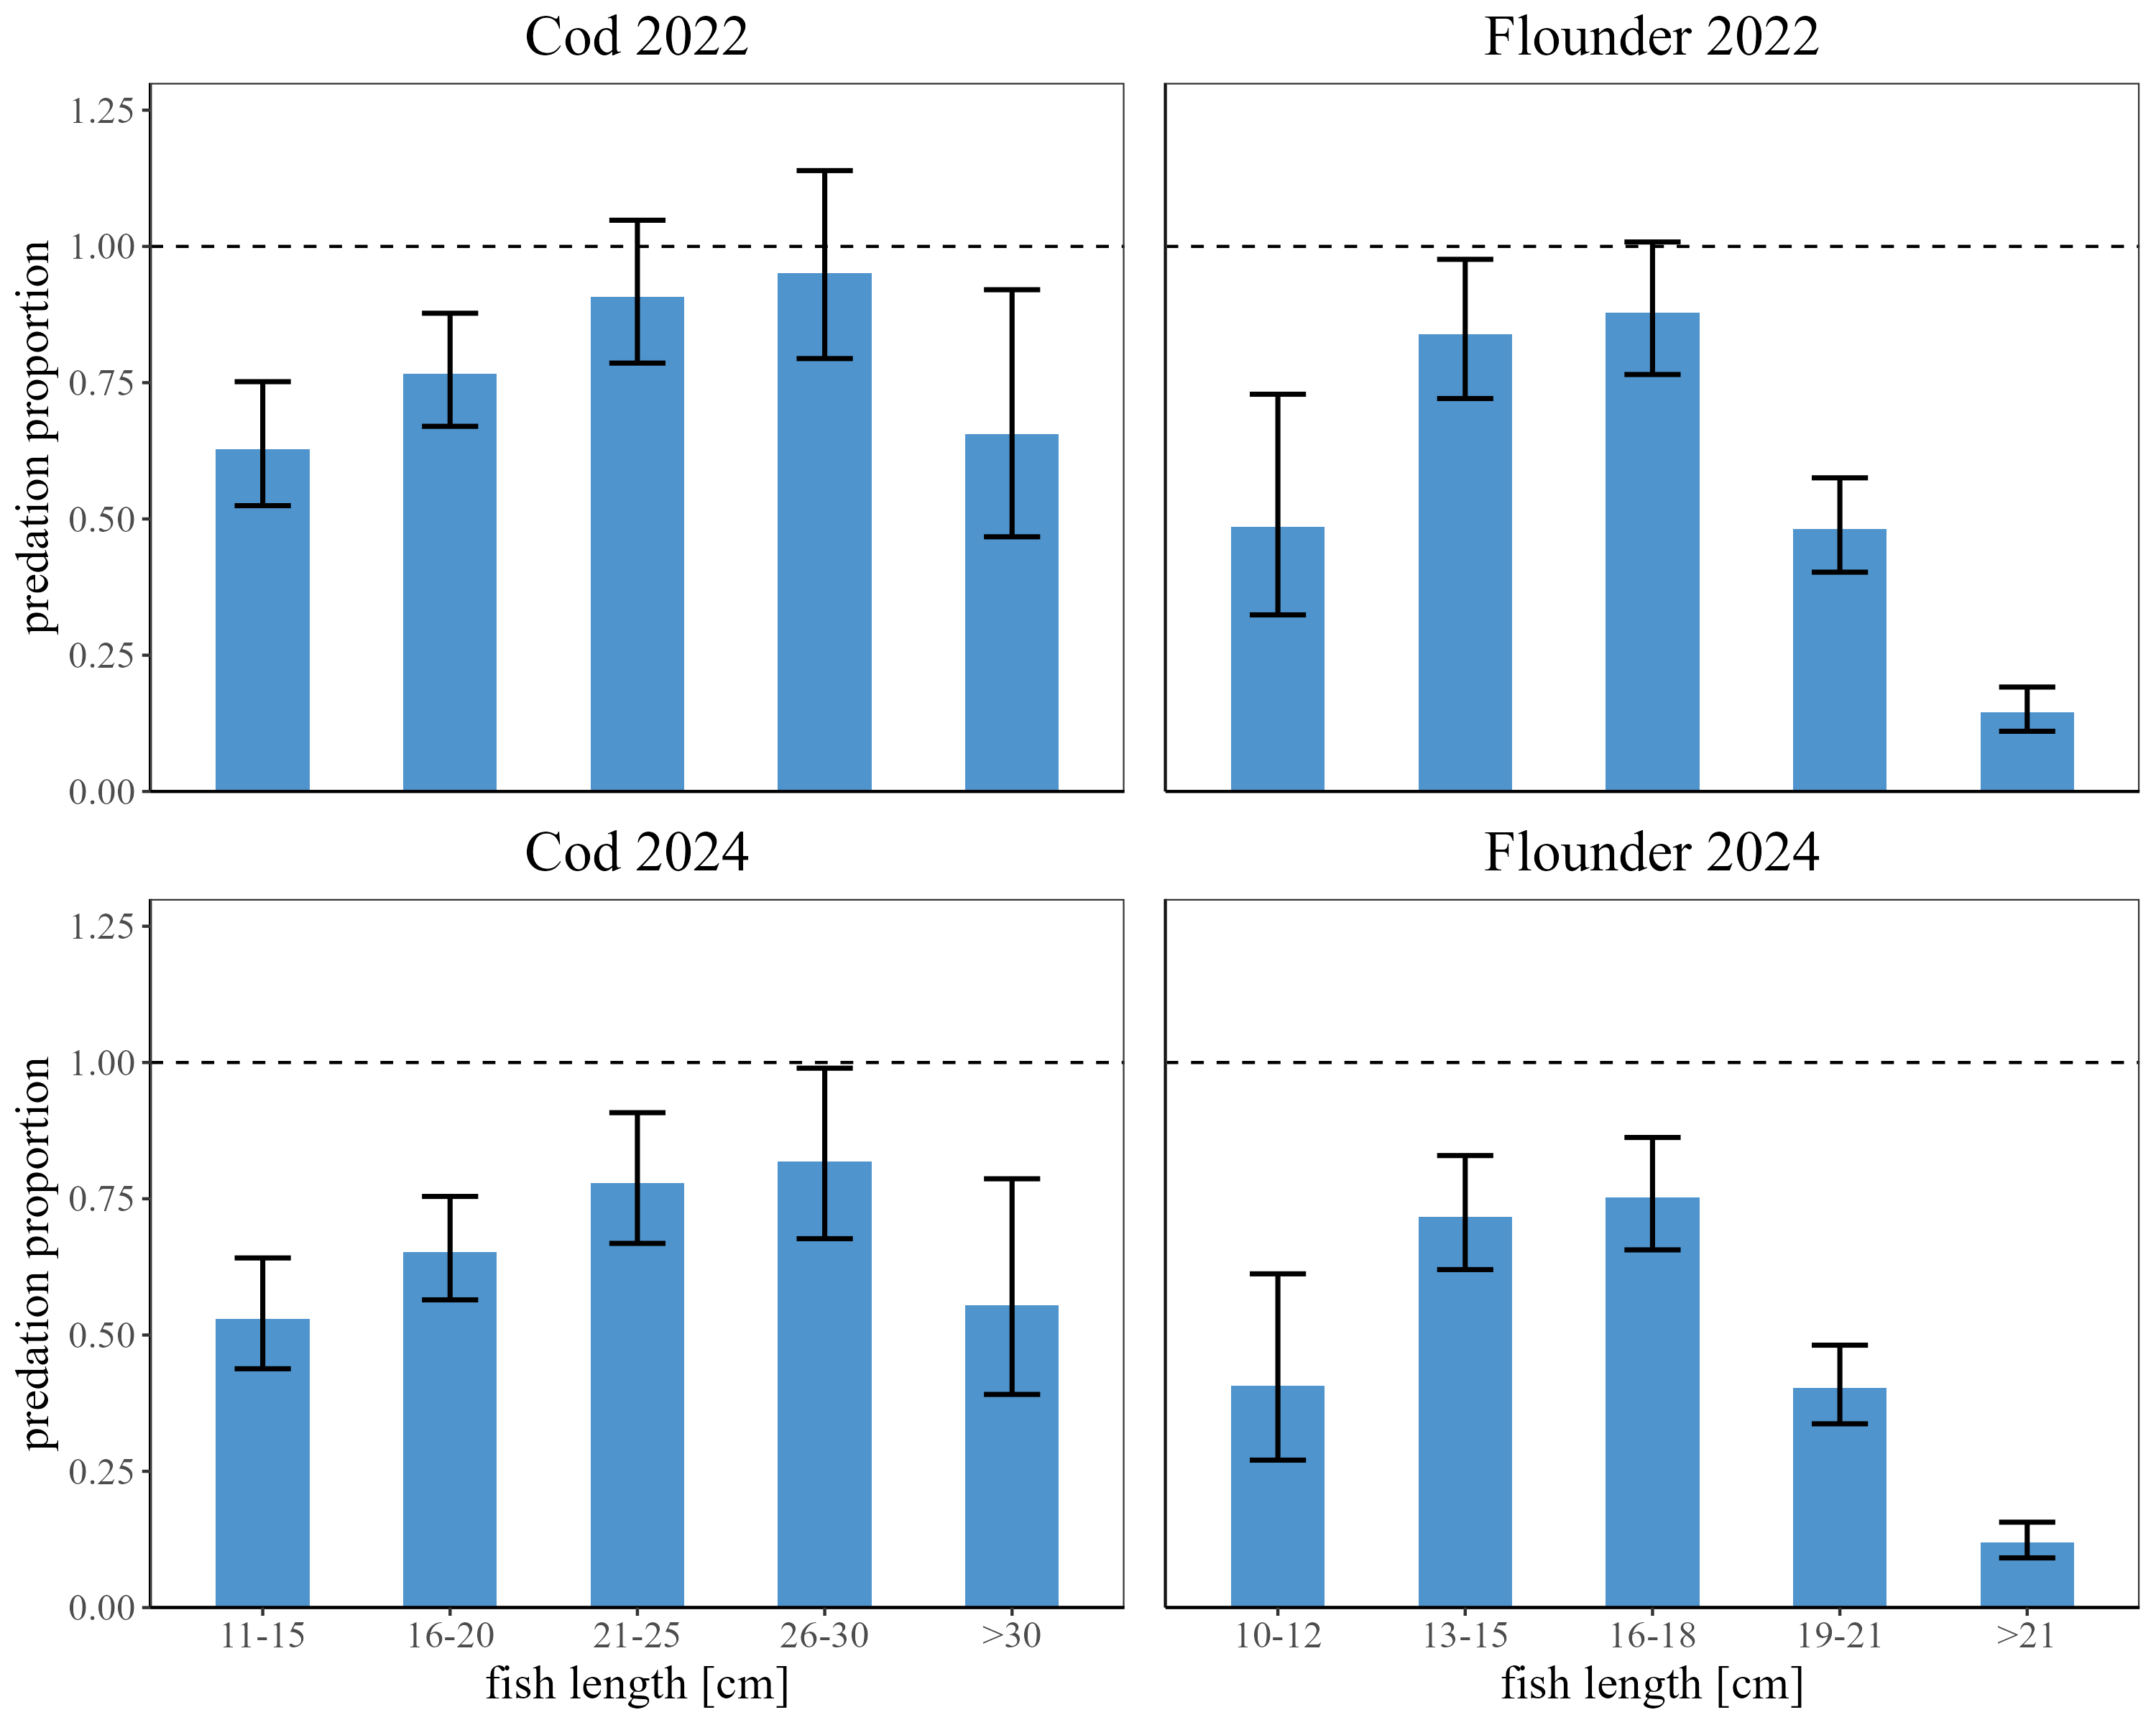 Cod 2022
Flounder 2022
predation proportion
1.25
1.00
0.75
0.50
0.25
0.00
Cod 2024
Flounder 2024
predation proportion
1.25
1.00
0.75
0.50
0.25
0.00
11-15 16-20 21-25 26-30 >30
10-12 13-15 16-18 19-21 >21
fish length [cm]
fish length [cm]